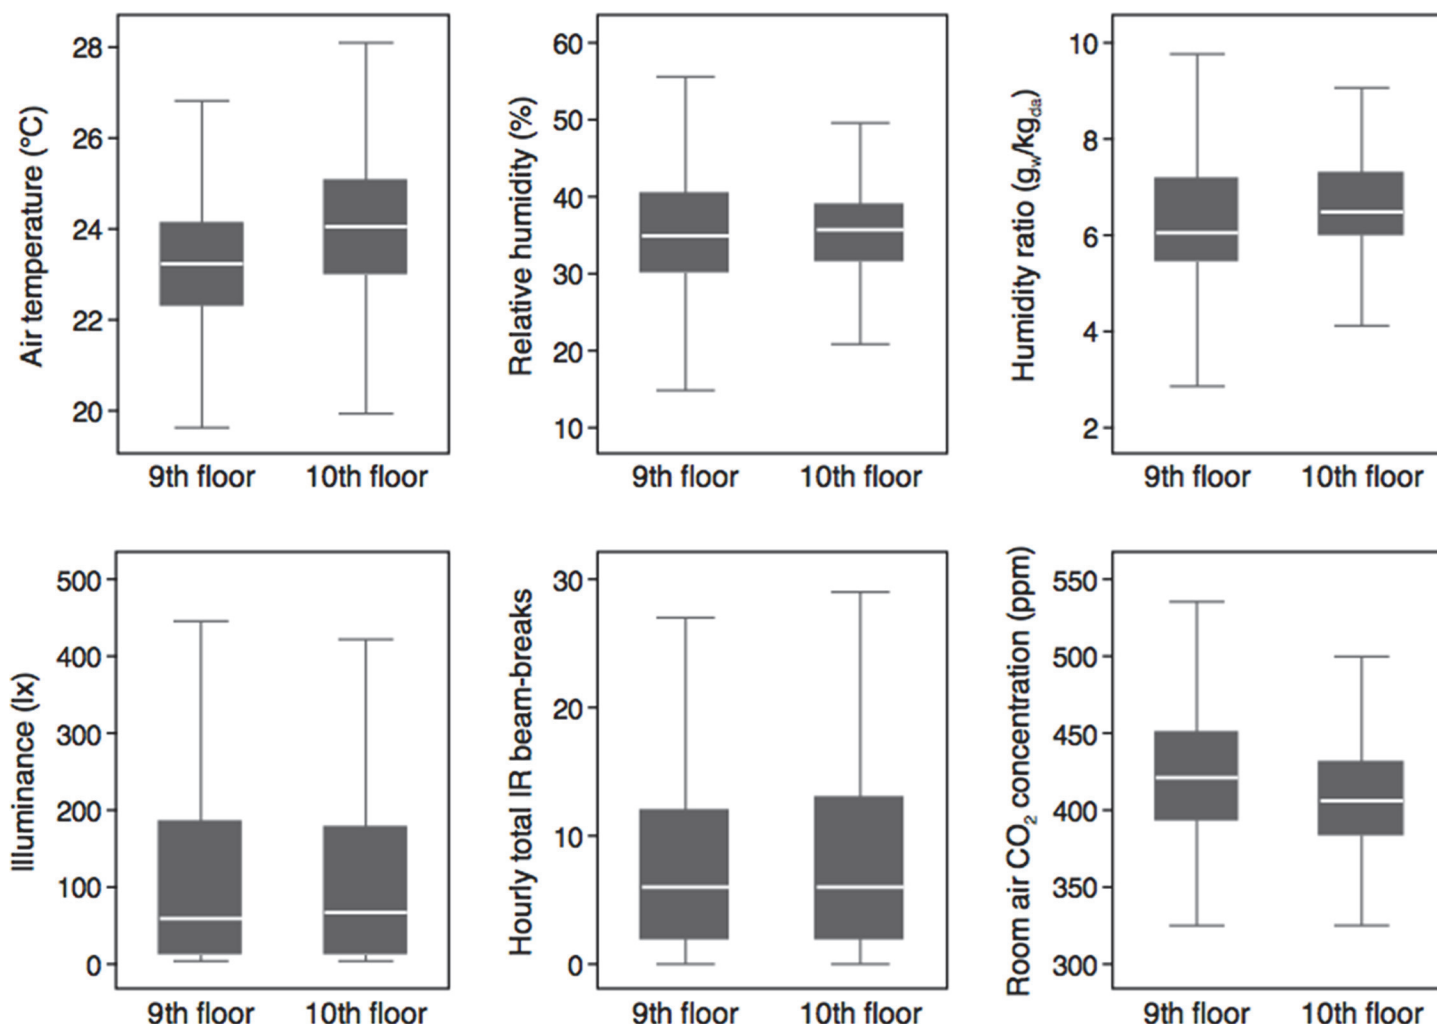 Air temperature (°C)
28
26
24
22
20
9th floor
10th floor
Relative humidity (%)
60
50
40
30
20
10
9th floor
10th floor
Humidity ratio (gw/kgda)
10
8
6
4
2
9th floor
10th floor
Illuminance (lx)
500
400
300
200
100
0
9th floor
10th floor
Hourly total IR beam-breaks
30
20
10
0
9th floor
10th floor
Room air CO2 concentration (ppm)
550
500
450
400
350
300
9th floor
10th floor